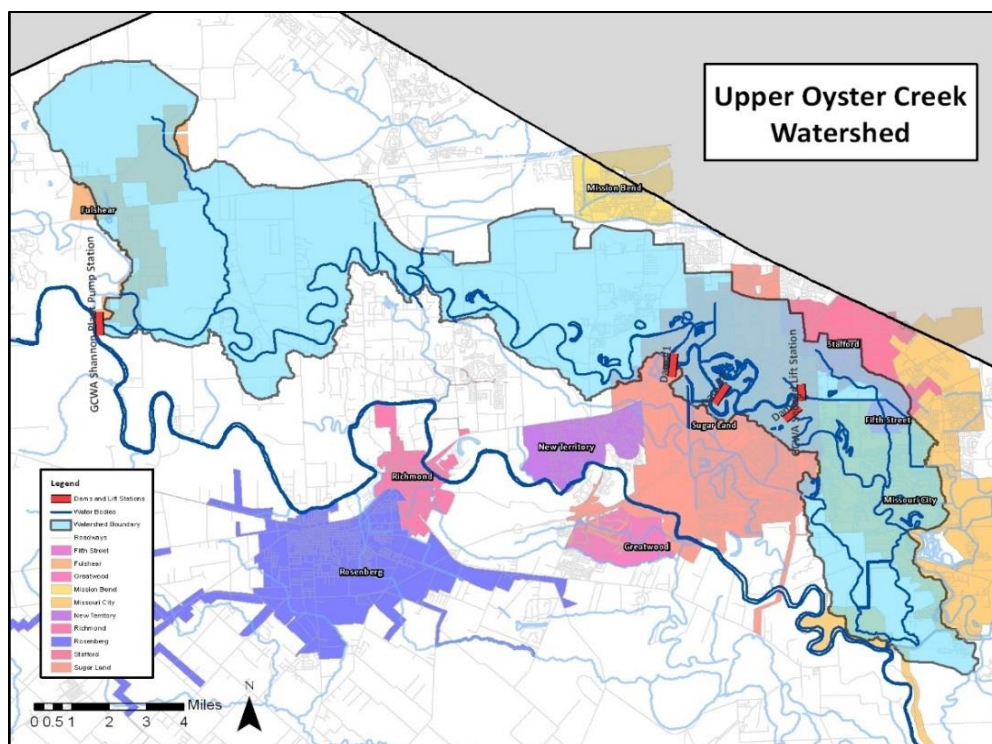 Upper Oyster Creek
Watershed
Mission Bend
Fulshear
GCWA Shannon Plant Pump Station
Stafford
Sugar Land
Fifth Street
New Territory
Richmond
Missouri City
Greatwood
Rosenberg
Legend
Dams and Lift Stations
Water Bodies
Watershed Boundary
Roadways
Fifth Street
Fulshear
Greatwood
Mission Bend
Missouri City
New Territory
Richmond
Rosenberg
Stafford
Sugar Land
N
Miles
0 0.5 1 2 3 4